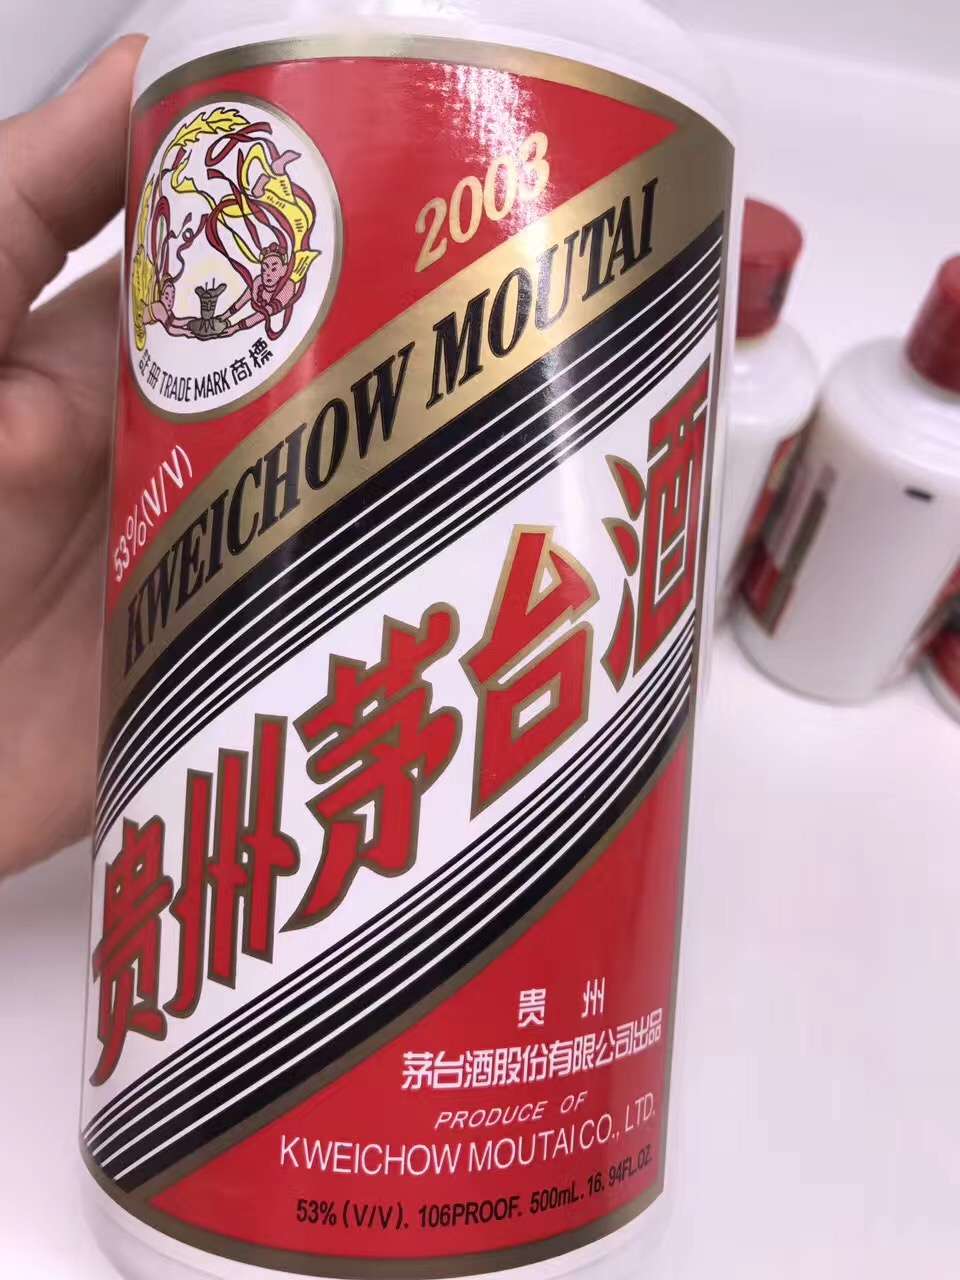 2003
註册 TRADE MARK 商標
53%(V/V)
KWEICHOW MOUTAI
贵州茅台酒
贵 州
茅台酒股份有限公司出品
PRODUCE OF
KWEICHOW MOUTAI CO., LTD.
53% (V/V). 106PROOF. 500mL. 16. 94FL.OZ.